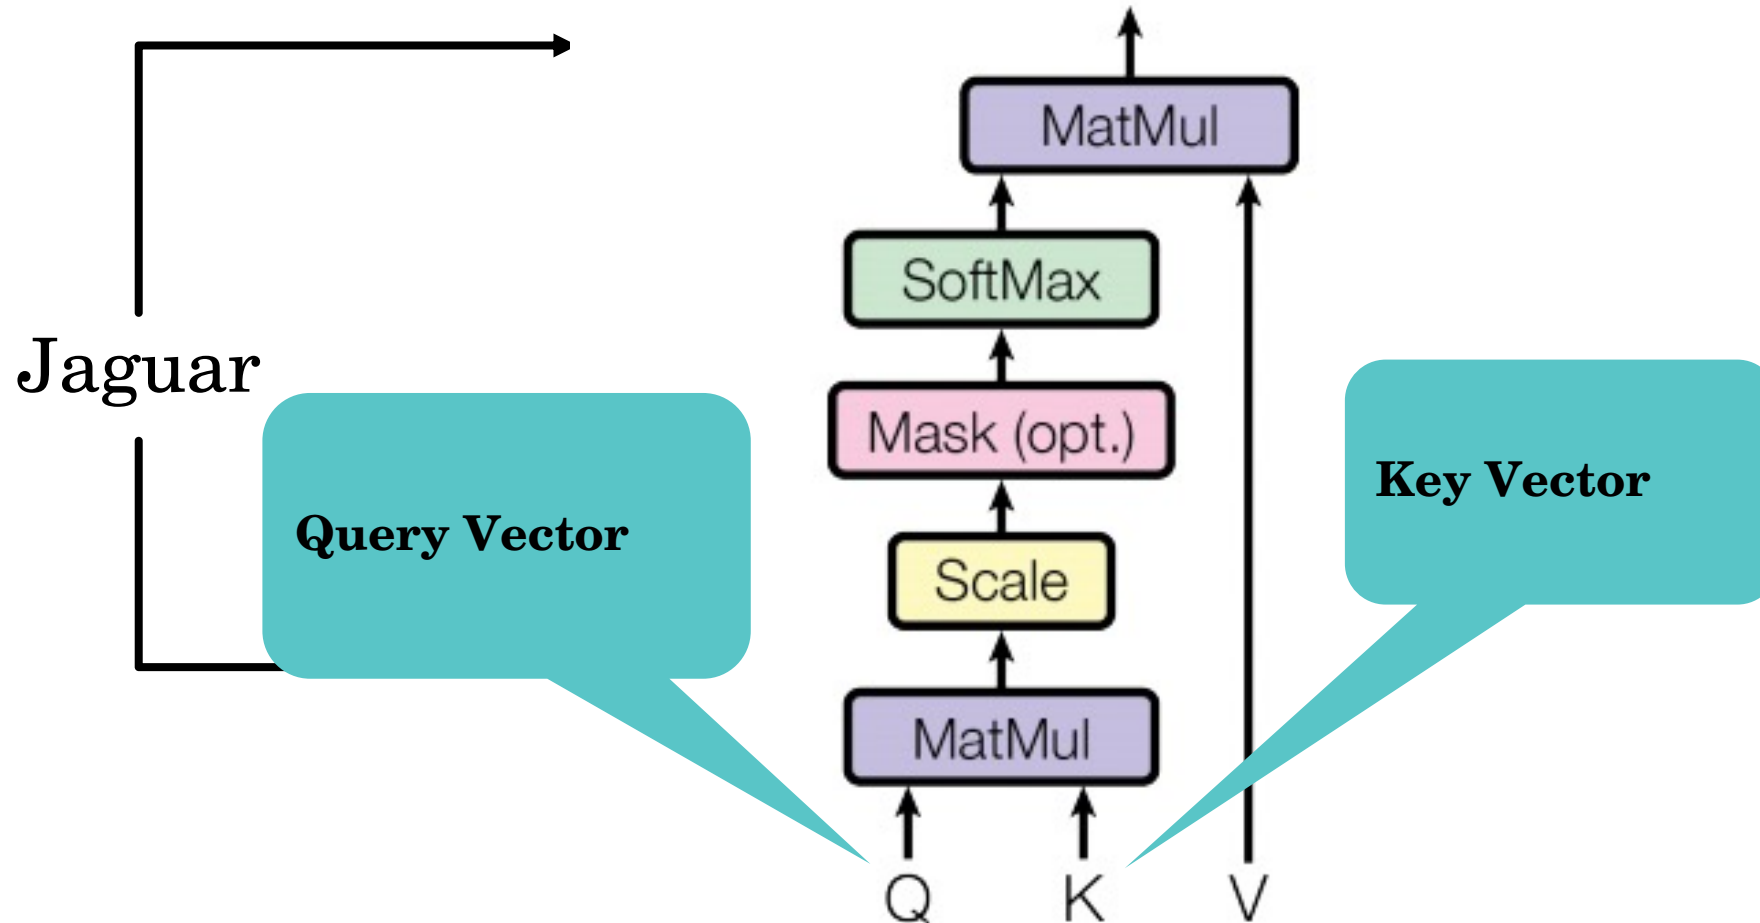 MatMul
SoftMax
Jaguar
Mask (opt.)
Key Vector
Query Vector
Scale
MatMul
Q K V